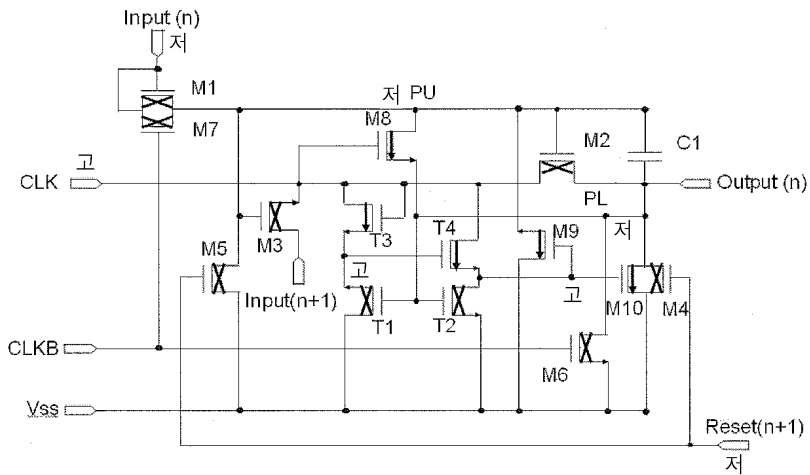 Input (n)
저
M1
저 PU
M8
M7
M2
C1
고
CLK
Output (n)
PL
T4
저
M9
T3
M5
M3
고
고
Input(n+1)
T1
T2
M10
M4
CLKB
M6
Vss
Reset(n+1)
저